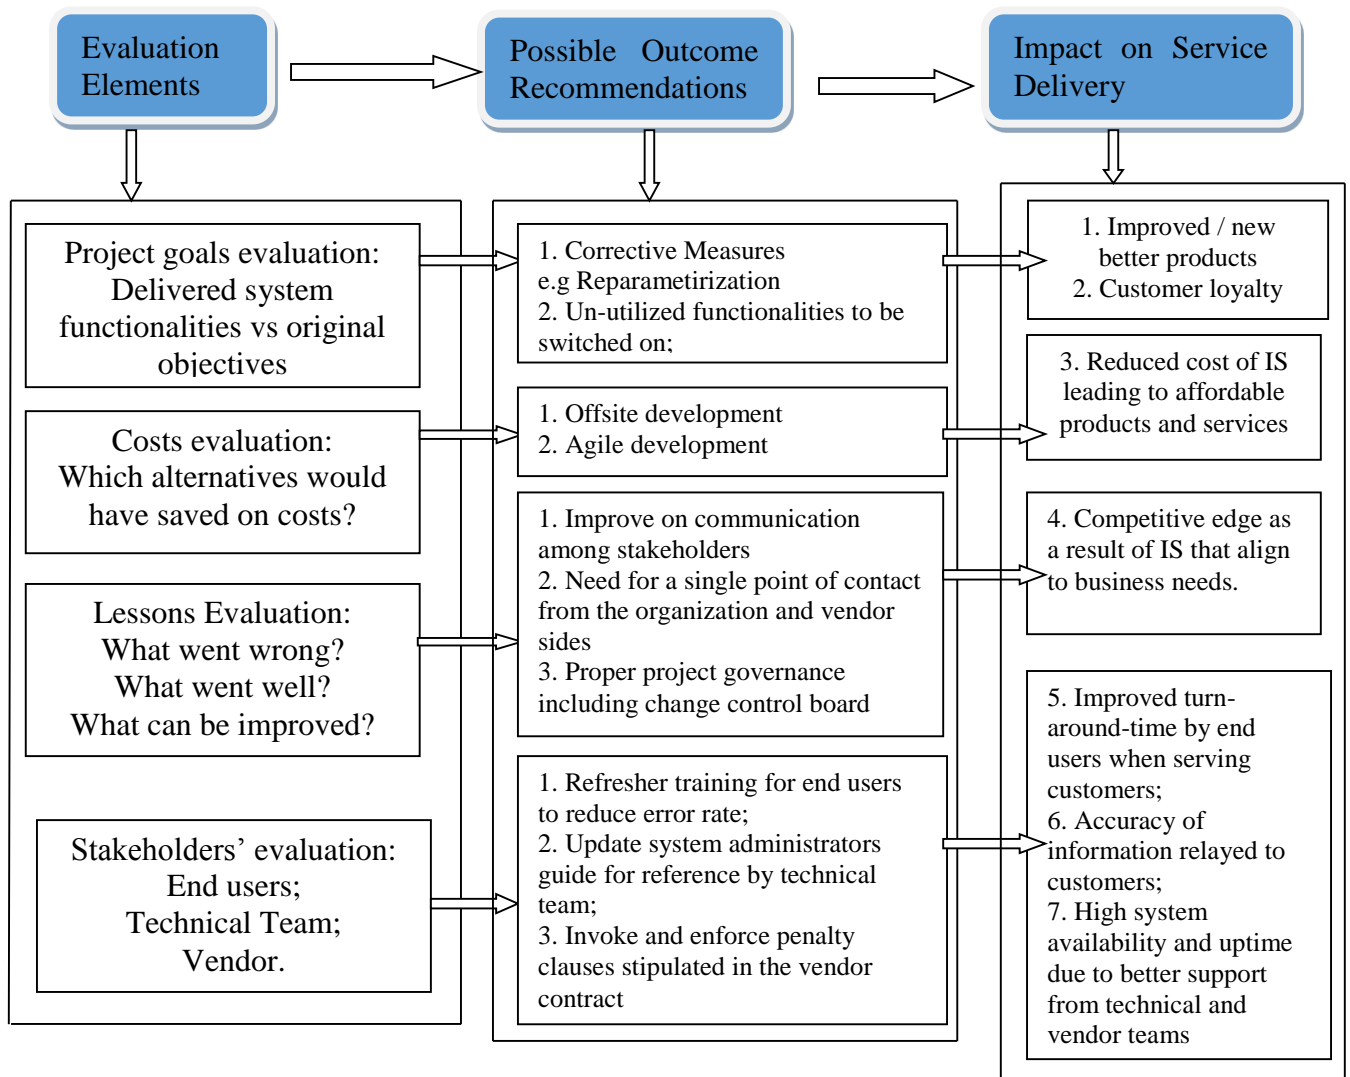 Evaluation
Elements
Possible Outcome
Recommendations
Impact on Service
Delivery
Project goals evaluation:
Delivered system
functionalities vs original
objectives
1. Corrective Measures
e.g Reparametirization
2. Un-utilized functionalities to be
switched on;
1. Improved / new
better products
2. Customer loyalty
Costs evaluation:
Which alternatives would
have saved on costs?
1. Offsite development
2. Agile development
3. Reduced cost of IS
leading to affordable
products and services
Lessons Evaluation:
What went wrong?
What went well?
What can be improved?
1. Improve on communication
among stakeholders
2. Need for a single point of contact
from the organization and vendor
sides
3. Proper project governance
including change control board
4. Competitive edge as
a result of IS that align
to business needs.
Stakeholders’ evaluation:
End users;
Technical Team;
Vendor.
1. Refresher training for end users
to reduce error rate;
2. Update system administrators
guide for reference by technical
team;
3. Invoke and enforce penalty
clauses stipulated in the vendor
contract
5. Improved turn-
around-time by end
users when serving
customers;
6. Accuracy of
information relayed to
customers;
7. High system
availability and uptime
due to better support
from technical and
vendor teams